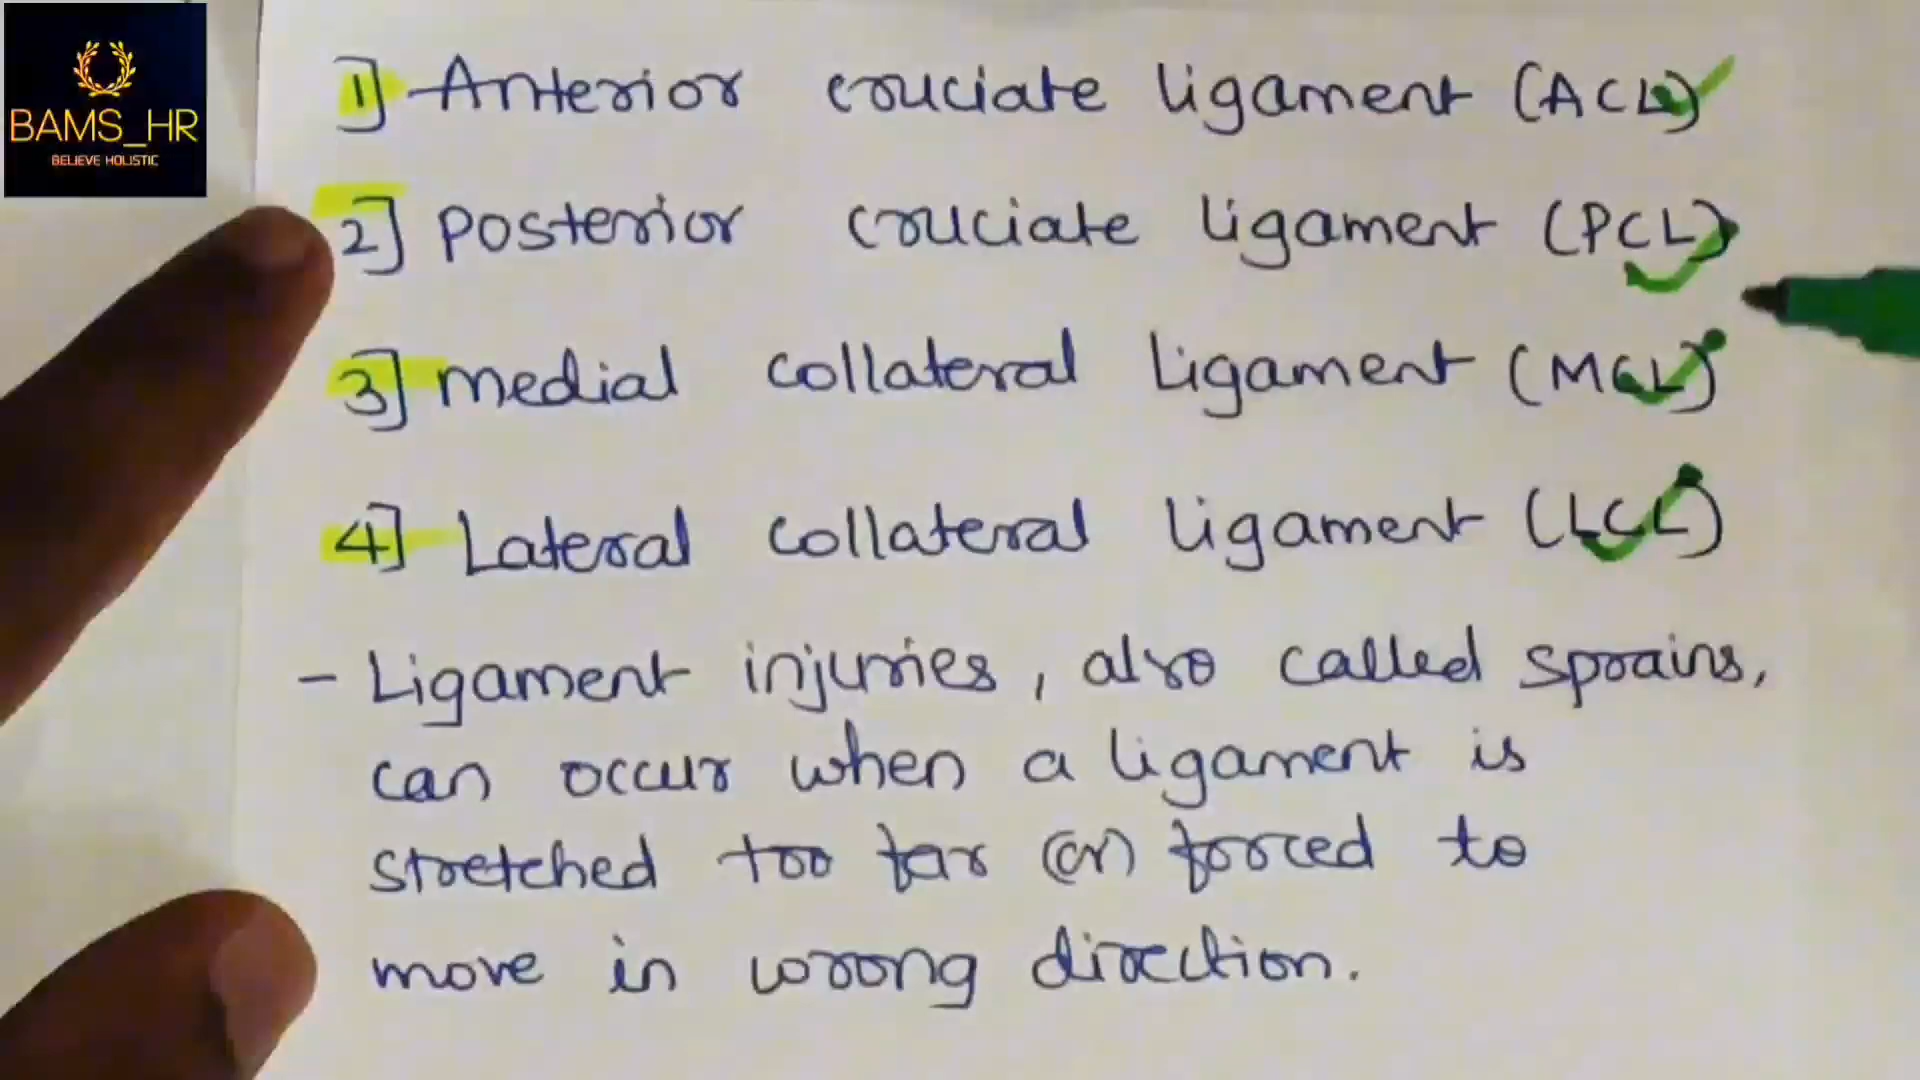 BAMS_HR
BELIEVE HOLISTIC
1] Anterior cruciate ligament (ACL)
2] Posterior cruciate ligament (PCL)
3] Medial collateral ligament (MCL)
4] Lateral collateral ligament (LCL)
- Ligament injuries, also called sprains,
can occur when a ligament is
stretched too far (or) forced to
move in wrong direction.